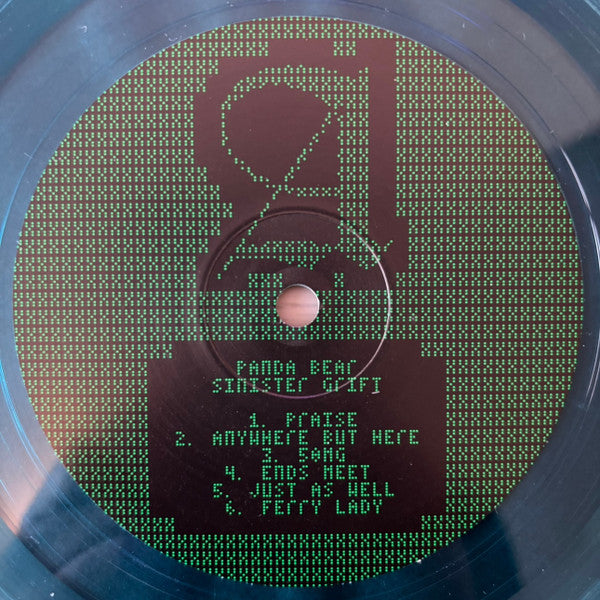 PANDA BEAR
SINISTER GRIFT
1. PRAISE
2. ANYWHERE BUT HERE
3. 50MG
4. ENDS MEET
5. JUST AS WELL
6. FERRY LADY